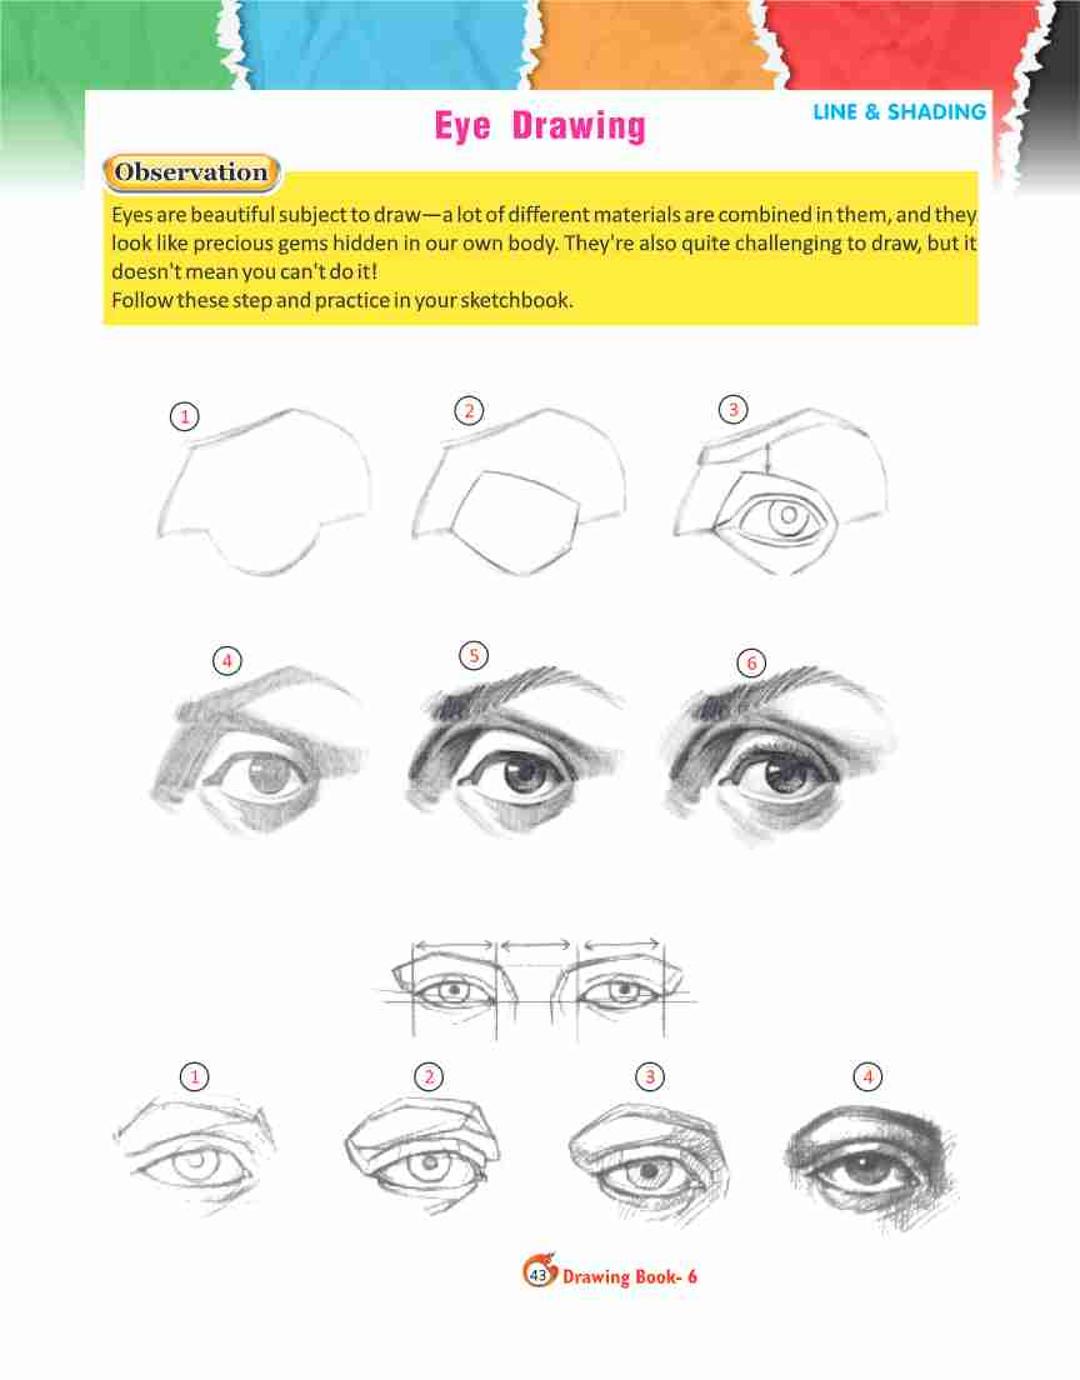 LINE & SHADING
Eye Drawing
Observation
Eyes are beautiful subject to draw—a lot of different materials are combined in them, and they
look like precious gems hidden in our own body. They're also quite challenging to draw, but it
doesn't mean you can't do it!
Follow these step and practice in your sketchbook.
1
2
3
4
5
6
1
2
3
4
43 Drawing Book- 6